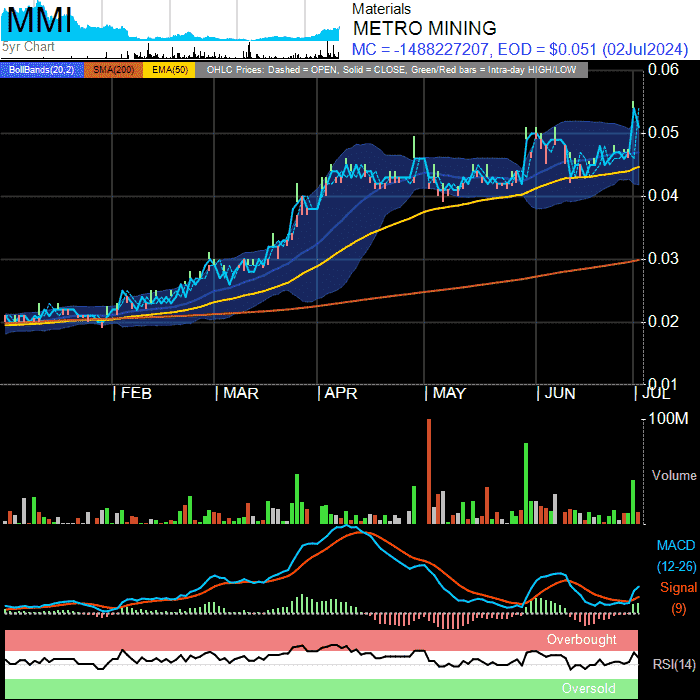 MMI
5yr Chart
Materials
METRO MINING
MC = -1488227207, EOD = $0.051 (02Jul2024)
BollBands(20,2) SMA(200) EMA(50) OHLC Prices: Dashed = OPEN, Solid = CLOSE, Green/Red bars = Intra-day HIGH/LOW
0.06
0.05
0.04
0.03
0.02
0.01
FEB MAR APR MAY JUN JUL
100M
Volume
MACD
(12-26)
Signal
(9)
Overbought
RSI(14)
Oversold